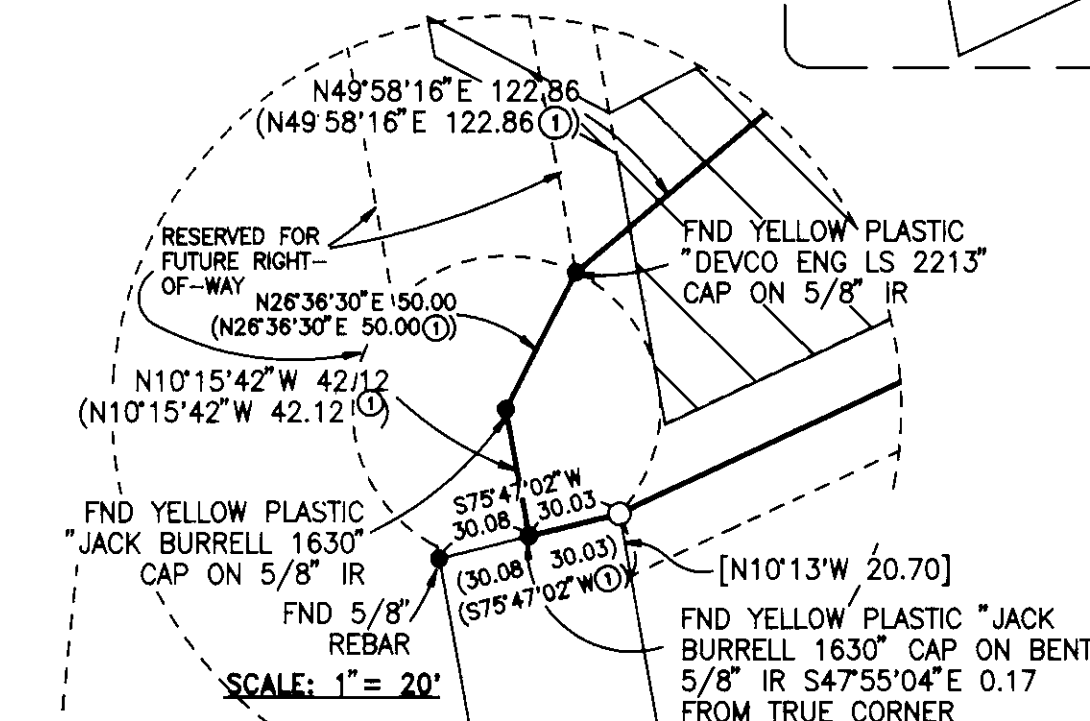 N49°58'16"E 122.86
(N49°58'16"E 122.86①)
RESERVED FOR
FUTURE RIGHT-
OF-WAY
FND YELLOW PLASTIC
"DEVCO ENG LS 2213"
CAP ON 5/8" IR
N26°36'30"E 50.00
(N26°36'30"E 50.00①)
N10°15'42"W 42.12
(N10°15'42"W 42.12①)
S75°47'02"W
30.08 30.03
FND YELLOW PLASTIC
"JACK BURRELL 1630"
CAP ON 5/8" IR
(30.08 30.03)
(S75°47'02"W①)
[N10°13'W 20.70]
FND 5/8"
REBAR
FND YELLOW PLASTIC "JACK
BURRELL 1630" CAP ON BENT
5/8" IR S47°55'04"E 0.17
FROM TRUE CORNER
SCALE: 1"= 20'